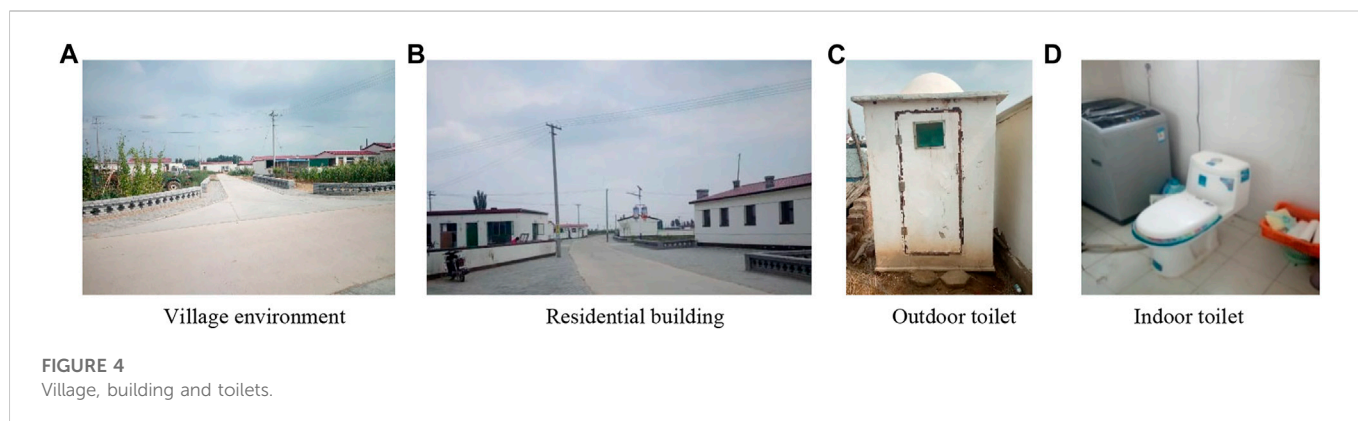 A
B
C
D
Village environment
Residential building
Outdoor toilet
Indoor toilet
FIGURE 4
Village, building and toilets.